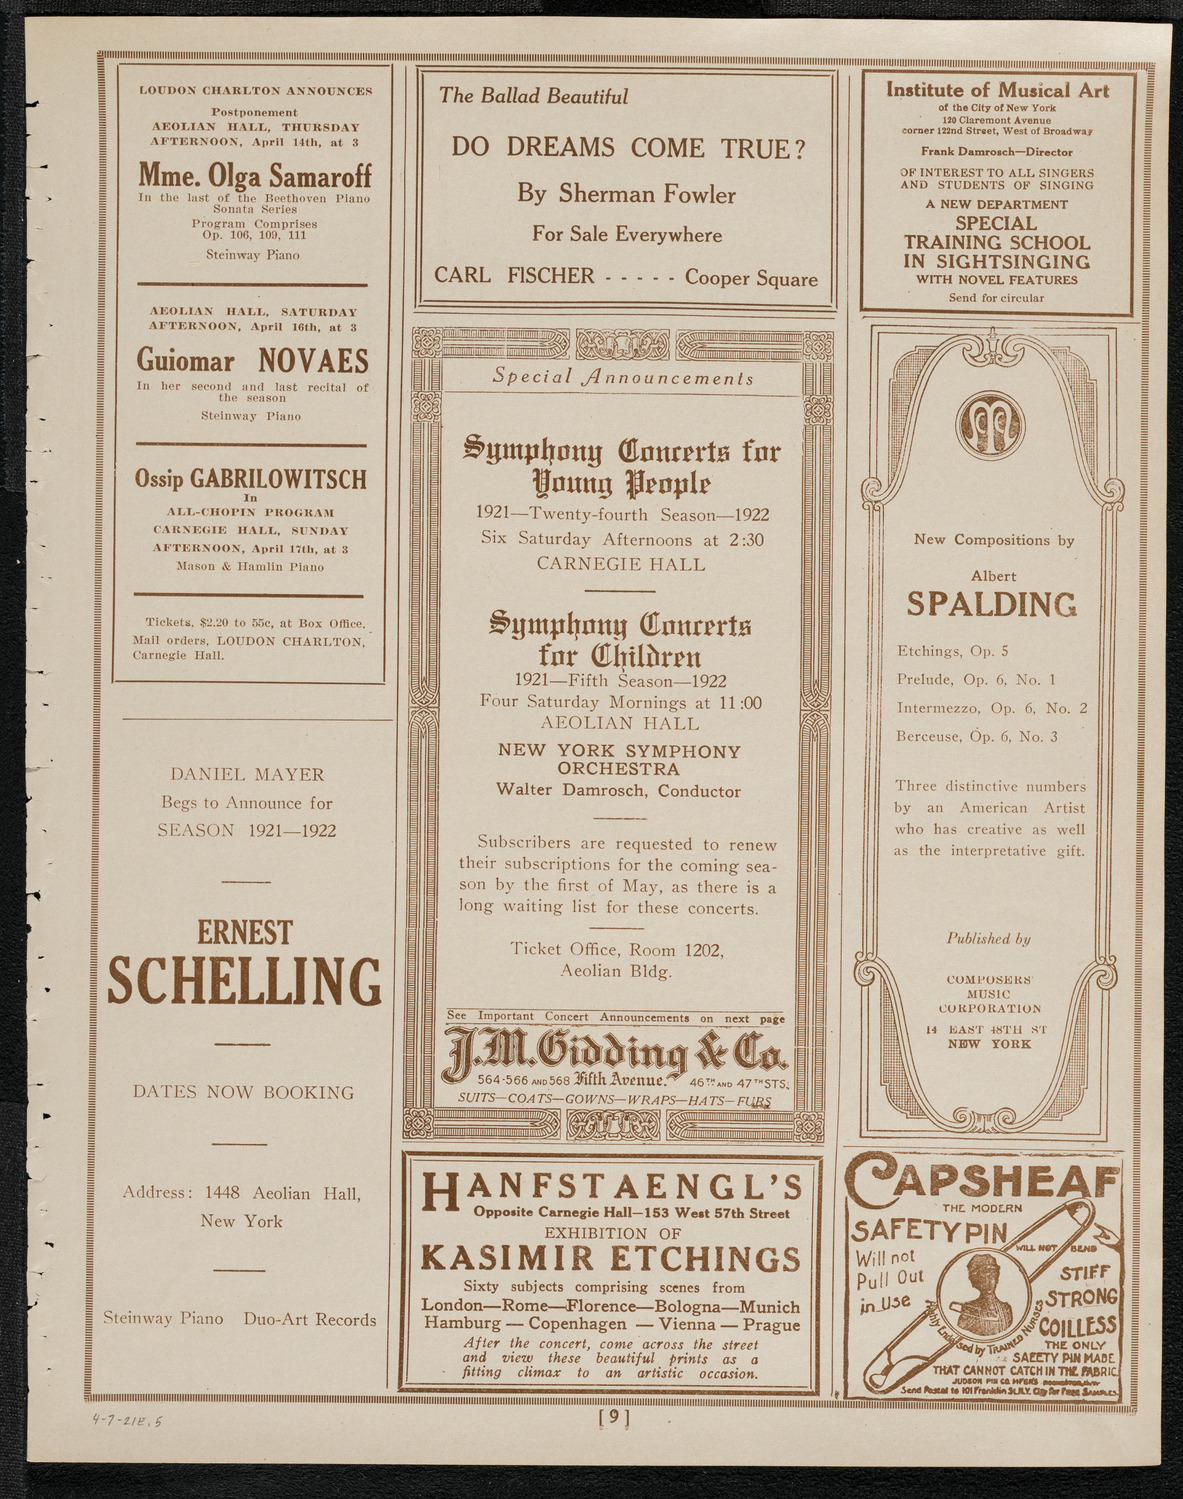 LOUDON CHARLTON ANNOUNCES
Postponement
AEOLIAN HALL, THURSDAY
AFTERNOON, April 14th, at 3
Mme. Olga Samaroff
In the last of the Beethoven Piano
Sonata Series
Program Comprises
Op. 106, 109, 111
Steinway Piano
AEOLIAN HALL, SATURDAY
AFTERNOON, April 16th, at 3
Guiomar NOVAES
In her second and last recital of
the season
Steinway Piano
Ossip GABRILOWITSCH
In
ALL-CHOPIN PROGRAM
CARNEGIE HALL, SUNDAY
AFTERNOON, April 17th, at 3
Mason & Hamlin Piano
Tickets, $2.20 to 55c, at Box Office.
Mail orders, LOUDON CHARLTON,
Carnegie Hall.
DANIEL MAYER
Begs to Announce for
SEASON 1921—1922
ERNEST
SCHELLING
DATES NOW BOOKING
Address: 1448 Aeolian Hall,
New York
Steinway Piano Duo-Art Records
The Ballad Beautiful
DO DREAMS COME TRUE?
By Sherman Fowler
For Sale Everywhere
CARL FISCHER - - - - - Cooper Square
Special Announcements
Symphony Concerts for
Young People
1921—Twenty-fourth Season—1922
Six Saturday Afternoons at 2:30
CARNEGIE HALL
Symphony Concerts
for Children
1921—Fifth Season—1922
Four Saturday Mornings at 11:00
AEOLIAN HALL
NEW YORK SYMPHONY
ORCHESTRA
Walter Damrosch, Conductor
Subscribers are requested to renew
their subscriptions for the coming sea-
son by the first of May, as there is a
long waiting list for these concerts.
Ticket Office, Room 1202,
Aeolian Bldg.
See Important Concert Announcements on next page
J.M. Gidding & Co.
564-566 AND 568 Fifth Avenue. 46TH AND 47TH STS.
SUITS—COATS—GOWNS—WRAPS—HATS—FURS
HANFSTAENGL'S
Opposite Carnegie Hall—153 West 57th Street
EXHIBITION OF
KASIMIR ETCHINGS
Sixty subjects comprising scenes from
London—Rome—Florence—Bologna—Munich
Hamburg — Copenhagen — Vienna — Prague
After the concert, come across the street
and view these beautiful prints as a
fitting climax to an artistic occasion.
Institute of Musical Art
of the City of New York
120 Claremont Avenue
corner 122nd Street, West of Broadway
Frank Damrosch—Director
OF INTEREST TO ALL SINGERS
AND STUDENTS OF SINGING
A NEW DEPARTMENT
SPECIAL
TRAINING SCHOOL
IN SIGHTSINGING
WITH NOVEL FEATURES
Send for circular
New Compositions by
Albert
SPALDING
Etchings, Op. 5
Prelude, Op. 6, No. 1
Intermezzo, Op. 6, No. 2
Berceuse, Op. 6, No. 3
Three distinctive numbers
by an American Artist
who has creative as well
as the interpretative gift.
Published by
COMPOSERS'
MUSIC
CORPORATION
14 EAST 48TH ST
NEW YORK
CAPSHEAF
THE MODERN
SAFETY PIN
WILL NOT BEND
Will not
Pull Out
in Use
STIFF
STRONG
COILLESS
Highly Endorsed by TRAINED NURSES
THE ONLY
SAFETY PIN MADE
THAT CANNOT CATCH IN THE FABRIC.
JUDSON PIN CO. MFGRS
Send Postal to 101 Franklin St. N.Y. City for Free SAMPLES.
4-7-21E, 5
[ 9 ]